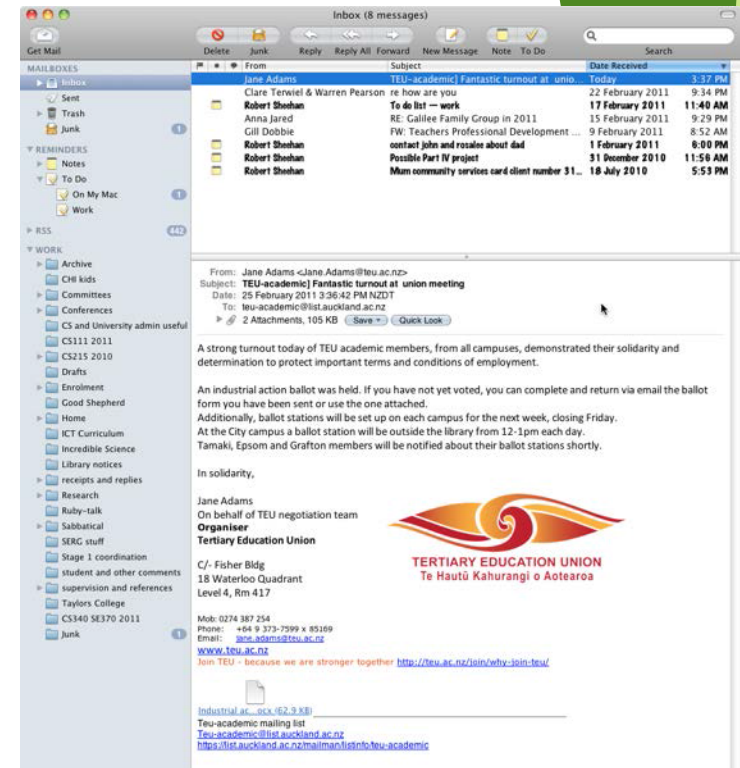 Inbox (8 messages)
Get Mail
Delete Junk Reply Reply All Forward New Message Note To Do Search
MAILBOXES
Inbox
Sent
Trash
Junk 1
REMINDERS
Notes
To Do
On My Mac 1
Work
RSS 442
WORK
Archive
CHI kids
Committees
Conferences
CS and University admin useful
CS111 2011
CS215 2010
Drafts
Enrolment
Good Shepherd
Home
ICT Curriculum
Incredible Science
Library notices
receipts and replies
Research
Ruby-talk
Sabbatical
SERG stuff
Stage 1 coordination
student and other comments
supervision and references
Taylors College
CS340 SE370 2011
Junk 1
From Subject Date Received
Jane Adams TEU-academic] Fantastic turnout at unio... Today 3:37 PM
Clare Terwiel & Warren Pearson re how are you 22 February 2011 9:34 PM
Robert Sheehan To do list — work 17 February 2011 11:40 AM
Anna Jared RE: Galilee Family Group in 2011 15 February 2011 9:29 PM
Gill Dobbie FW: Teachers Professional Development ... 9 February 2011 8:52 AM
Robert Sheehan contact john and rosalee about dad 1 February 2011 6:00 PM
Robert Sheehan Possible Part IV project 31 December 2010 11:56 AM
Robert Sheehan Mum community services card client number 31... 18 July 2010 5:53 PM
From: Jane Adams <Jane.Adams@teu.ac.nz>
Subject: TEU-academic] Fantastic turnout at union meeting
Date: 25 February 2011 3:36:42 PM NZDT
To: teu-academic@list.auckland.ac.nz
2 Attachments, 105 KB Save Quick Look
A strong turnout today of TEU academic members, from all campuses, demonstrated their solidarity and
determination to protect important terms and conditions of employment.
An industrial action ballot was held. If you have not yet voted, you can complete and return via email the ballot
form you have been sent or use the one attached.
Additionally, ballot stations will be set up on each campus for the next week, closing Friday.
At the City campus a ballot station will be outside the library from 12-1pm each day.
Tamaki, Epsom and Grafton members will be notified about their ballot stations shortly.
In solidarity,
Jane Adams
On behalf of TEU negotiation team
Organiser
Tertiary Education Union
C/- Fisher Bldg
18 Waterloo Quadrant
Level 4, Rm 417
TERTIARY EDUCATION UNION
Te Hautū Kahurangi o Aotearoa
Mob: 0274 387 254
Phone: +64 9 373-7599 x 85169
Email: jane.adams@teu.ac.nz
www.teu.ac.nz
Join TEU - because we are stronger together http://teu.ac.nz/join/why-join-teu/
Industrial ac...ocx (62.9 KB)
Teu-academic mailing list
Teu-academic@list.auckland.ac.nz
https://list.auckland.ac.nz/mailman/listinfo/teu-academic